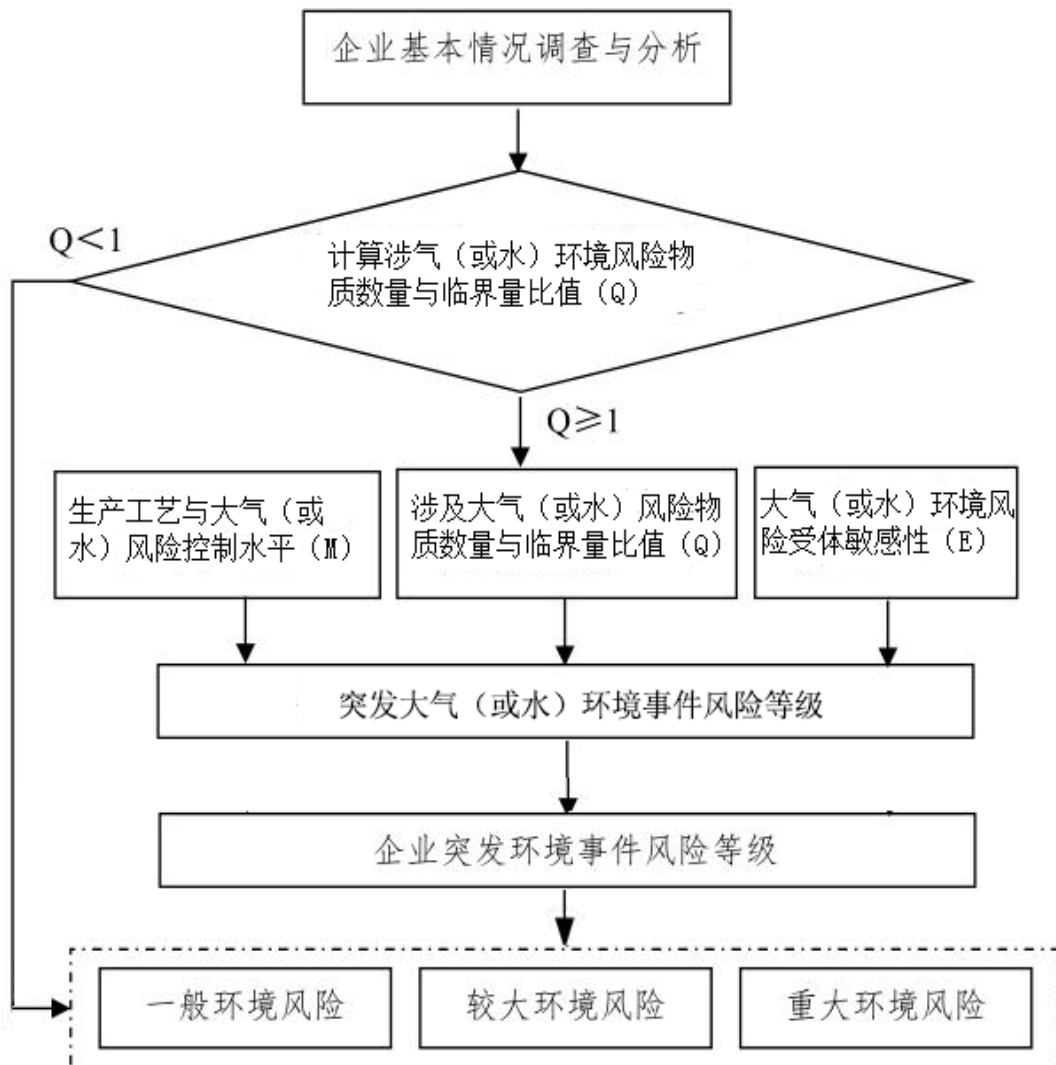 企业基本情况调查与分析
Q＜1
计算涉气（或水）环境风险物
质数量与临界量比值（Q）
Q≥1
生产工艺与大气（或
水）风险控制水平（M）
涉及大气（或水）风险物
质数量与临界量比值（Q）
大气（或水）环境风
险受体敏感性（E）
突发大气（或水）环境事件风险等级
企业突发环境事件风险等级
一般环境风险
较大环境风险
重大环境风险